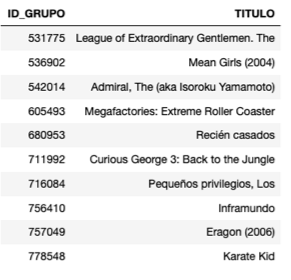 ID_GRUPO TITULO
531775 League of Extraordinary Gentlemen. The
536902 Mean Girls (2004)
542014 Admiral, The (aka Isoroku Yamamoto)
605493 Megafactories: Extreme Roller Coaster
680953 Recién casados
711992 Curious George 3: Back to the Jungle
716084 Pequeños privilegios, Los
756410 Inframundo
757049 Eragon (2006)
778548 Karate Kid